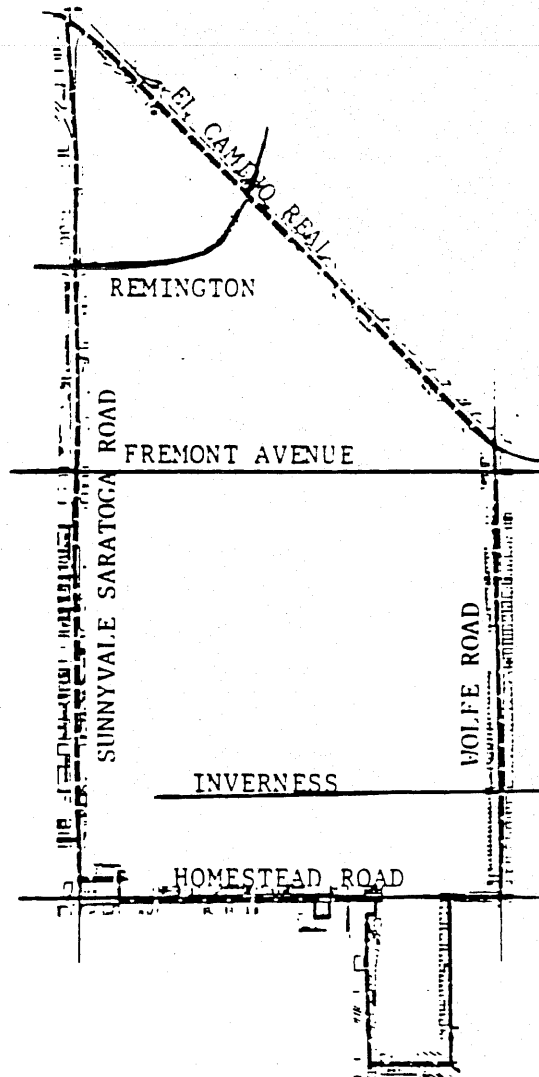 EL CAMINO REAL
REMINGTON
FREMONT AVENUE
SUNNYVALE SARATOGA ROAD
WOLFE ROAD
INVERNESS
HOMESTEAD ROAD